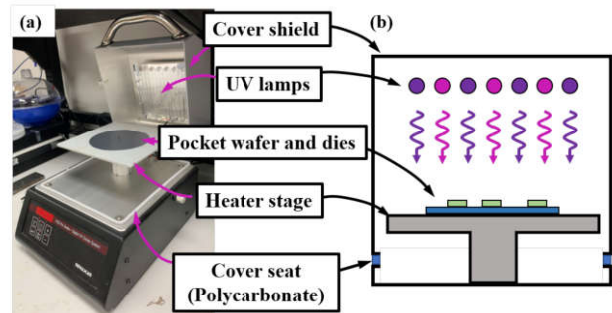 (a)
(b)
Cover shield
UV lamps
Pocket wafer and dies
Heater stage
Cover seat
(Polycarbonate)